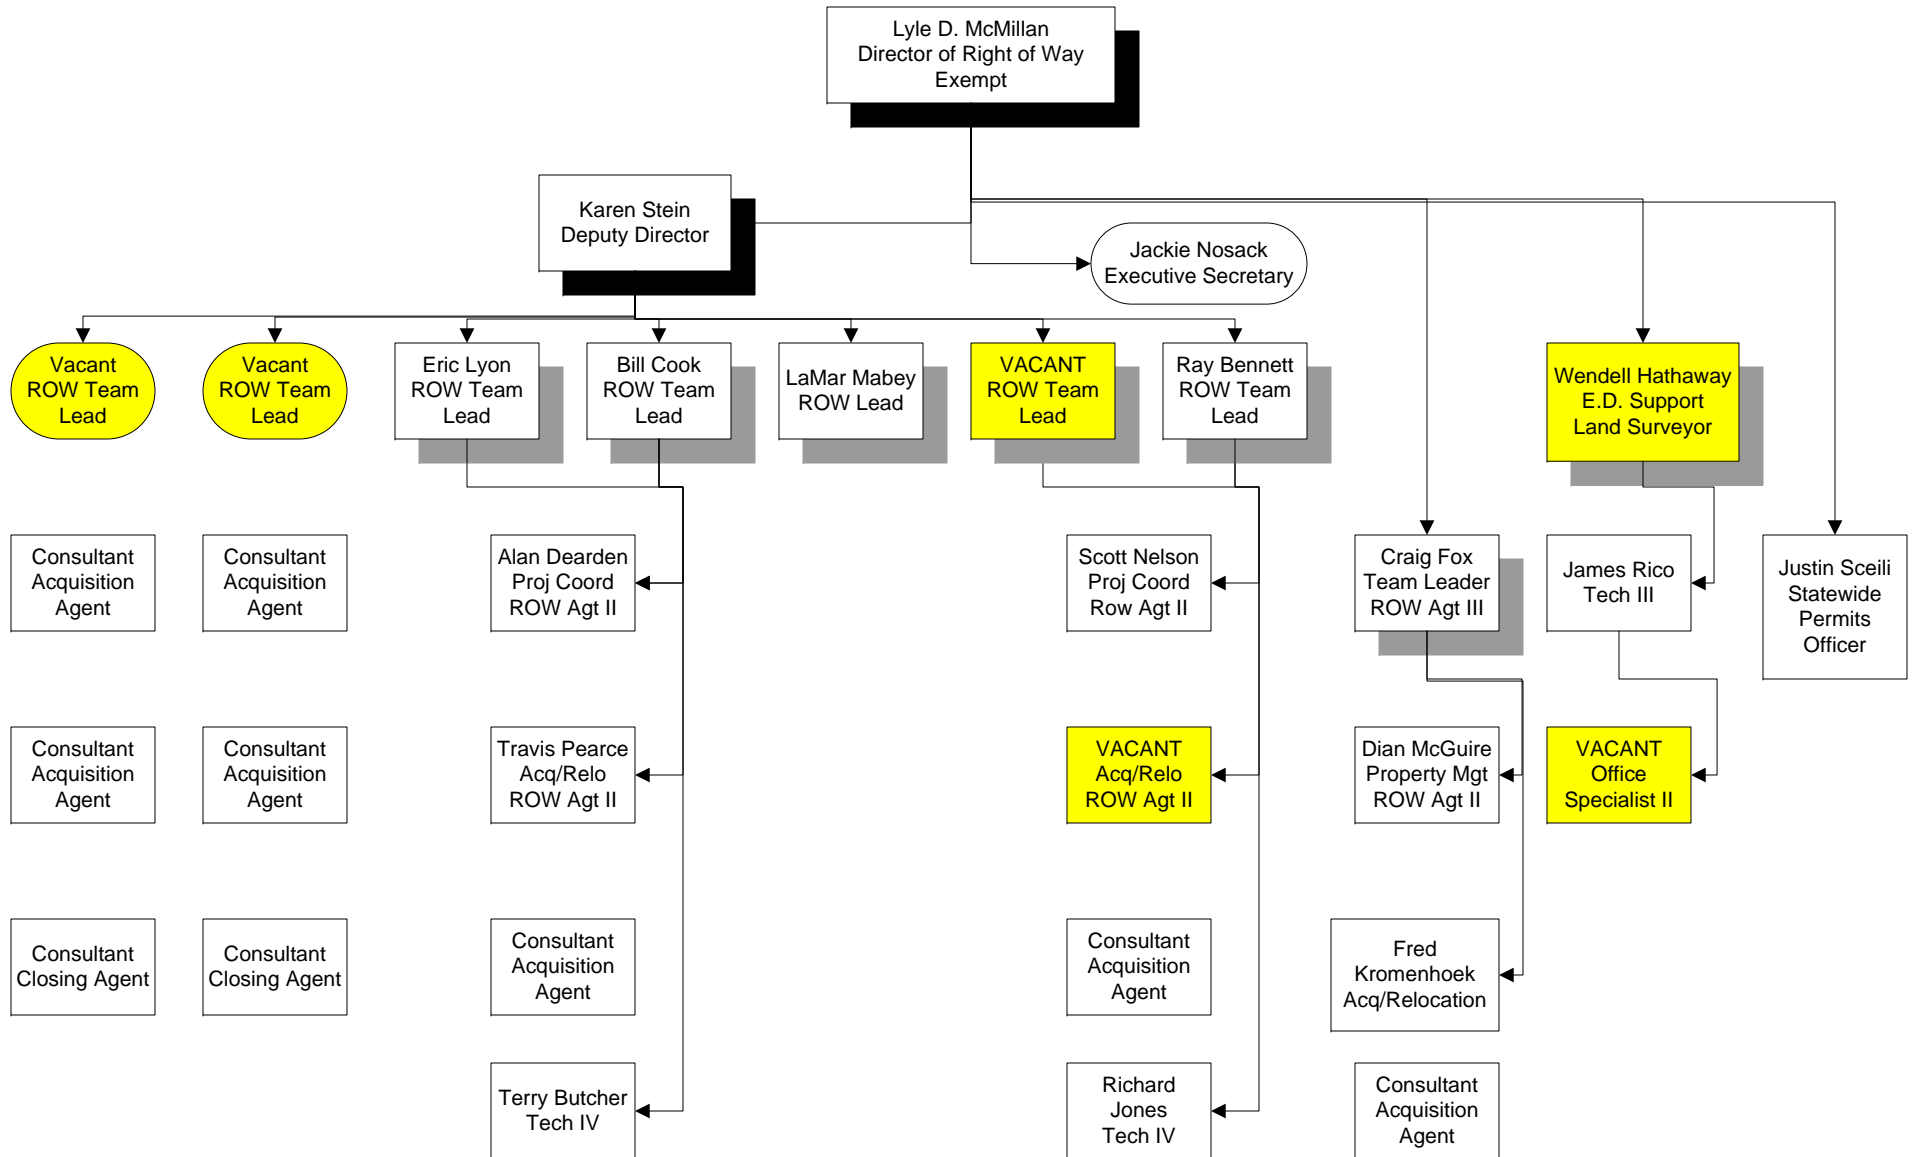 Lyle D. McMillan
Director of Right of Way
Exempt
Karen Stein
Deputy Director
Jackie Nosack
Executive Secretary
Vacant
ROW Team
Lead
Vacant
ROW Team
Lead
Eric Lyon
ROW Team
Lead
Bill Cook
ROW Team
Lead
LaMar Mabey
ROW Lead
VACANT
ROW Team
Lead
Ray Bennett
ROW Team
Lead
Wendell Hathaway
E.D. Support
Land Surveyor
Consultant
Acquisition
Agent
Consultant
Acquisition
Agent
Alan Dearden
Proj Coord
ROW Agt II
Scott Nelson
Proj Coord
Row Agt II
Craig Fox
Team Leader
ROW Agt III
James Rico
Tech III
Justin Sceili
Statewide
Permits
Officer
Consultant
Acquisition
Agent
Consultant
Acquisition
Agent
Travis Pearce
Acq/Relo
ROW Agt II
VACANT
Acq/Relo
ROW Agt II
Dian McGuire
Property Mgt
ROW Agt II
VACANT
Office
Specialist II
Consultant
Closing Agent
Consultant
Closing Agent
Consultant
Acquisition
Agent
Consultant
Acquisition
Agent
Fred
Kromenhoek
Acq/Relocation
Terry Butcher
Tech IV
Richard
Jones
Tech IV
Consultant
Acquisition
Agent